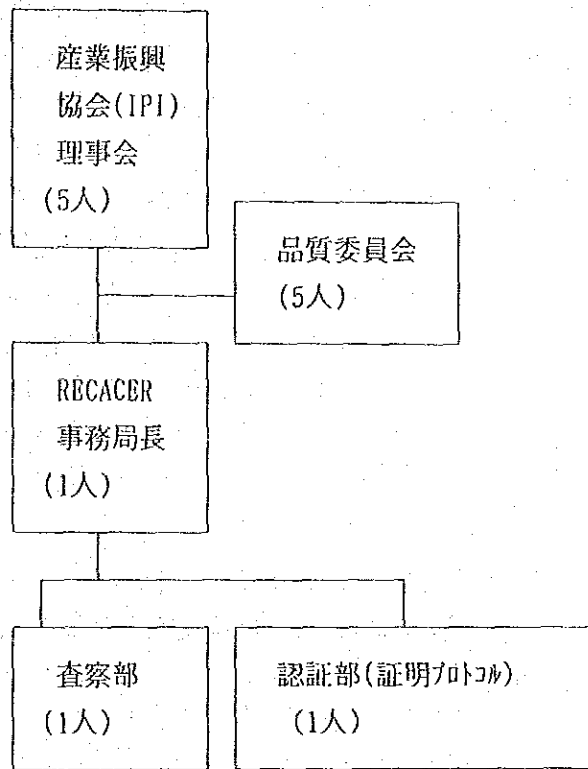 産業振興
協会(IPI)
理事会
(5人)
品質委員会
(5人)
RECACER
事務局長
(1人)
査察部
(1人)
認証部(証明ﾌﾟﾛﾄｺﾙ)
(1人)